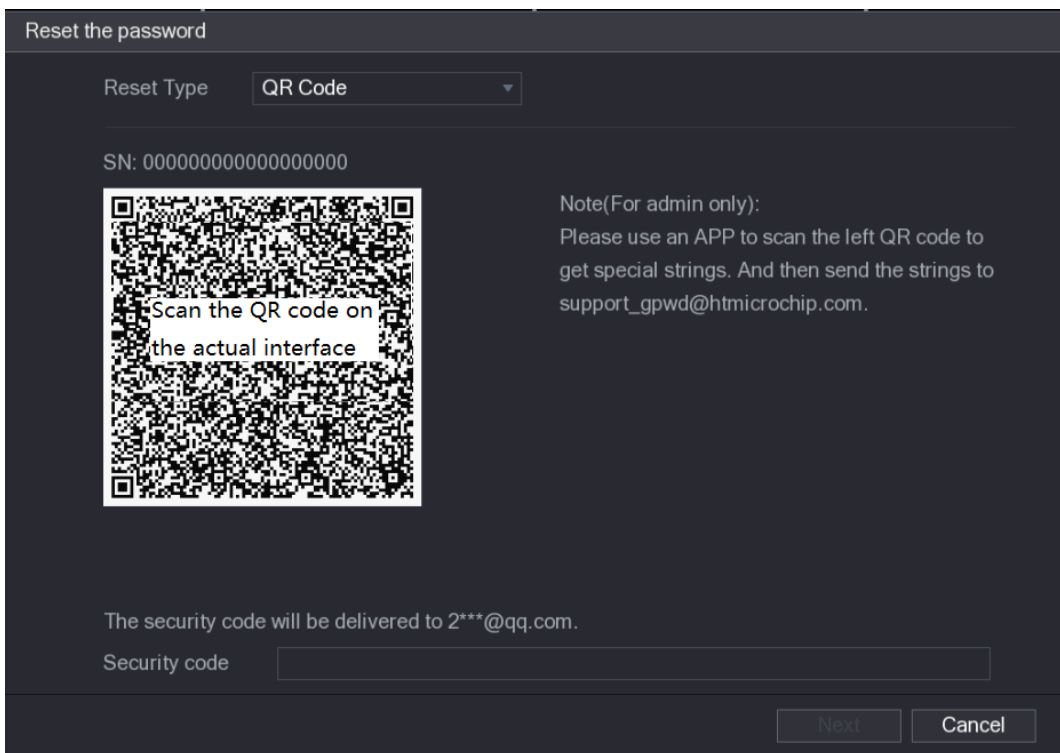 Reset the password
Reset Type
QR Code
SN: 000000000000000000
Scan the QR code on
the actual interface
Note(For admin only):
Please use an APP to scan the left QR code to
get special strings. And then send the strings to
support_gpwd@htmicrochip.com.
The security code will be delivered to 2***@qq.com.
Security code
Next
Cancel